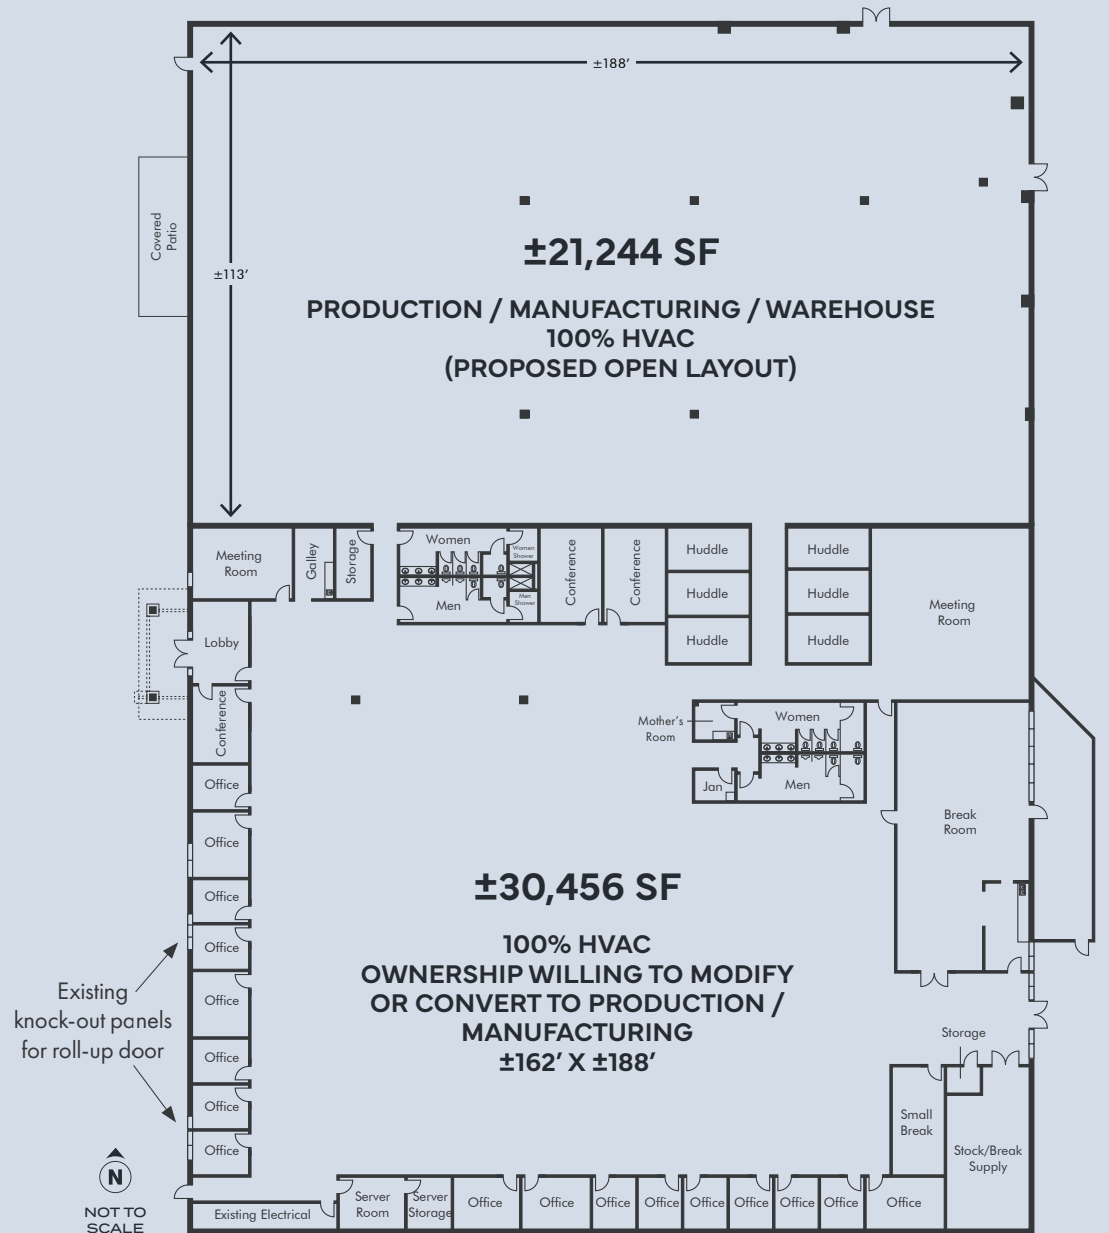 ±188’
Covered
Patio
±113’
±21,244 SF
PRODUCTION / MANUFACTURING / WAREHOUSE
100% HVAC
(PROPOSED OPEN LAYOUT)
Meeting
Room
Galley
Storage
Women
Men
Women
Shower
Men
Shower
Conference
Conference
Huddle
Huddle
Huddle
Huddle
Huddle
Huddle
Meeting
Room
Lobby
Conference
Mother’s
Room
Women
Jan
Men
Break
Room
Office
Office
Office
Office
Office
Office
Office
Office
±30,456 SF
100% HVAC
OWNERSHIP WILLING TO MODIFY
OR CONVERT TO PRODUCTION /
MANUFACTURING
±162’ X ±188’
Existing
knock-out panels
for roll-up door
Storage
Small
Break
Stock/Break
Supply
N
NOT TO
SCALE
Existing Electrical
Server
Room
Server
Storage
Office
Office
Office
Office
Office
Office
Office
Office
Office